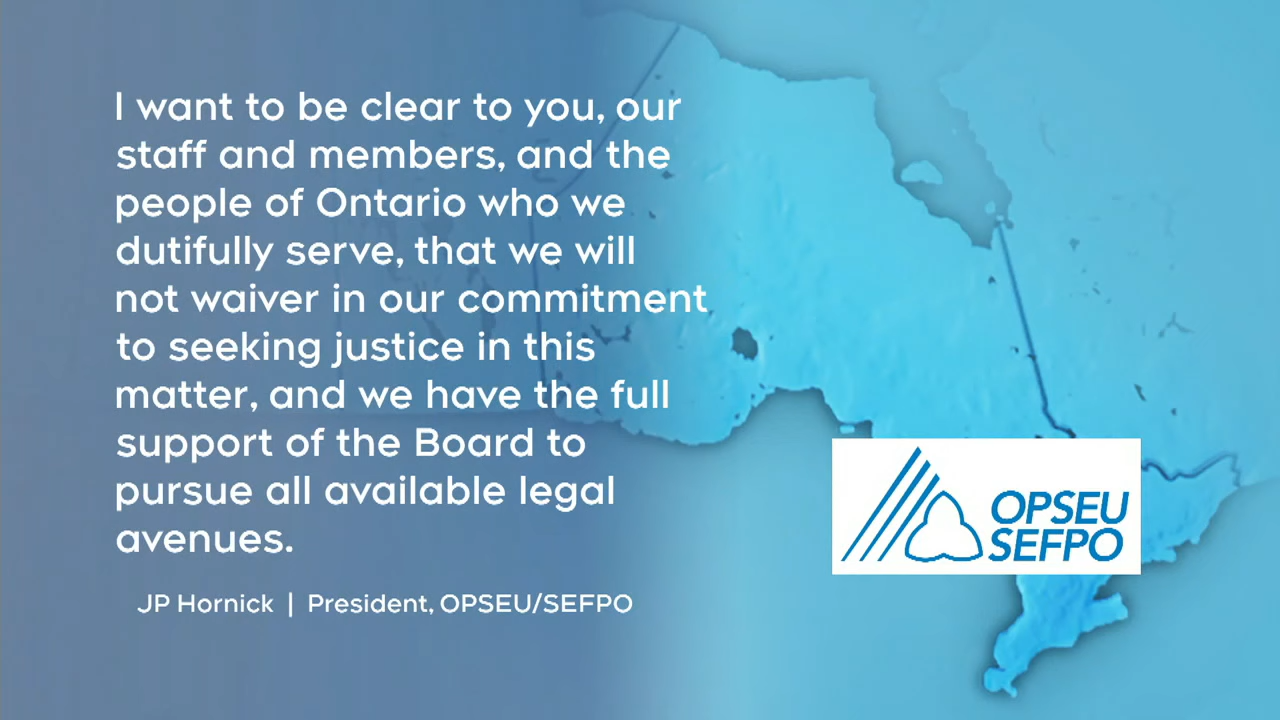 I want to be clear to you, our
staff and members, and the
people of Ontario who we
dutifully serve, that we will
not waiver in our commitment
to seeking justice in this
matter, and we have the full
support of the Board to
pursue all available legal
avenues.
JP Hornick | President, OPSEU/SEFPO
OPSEU
SEFPO